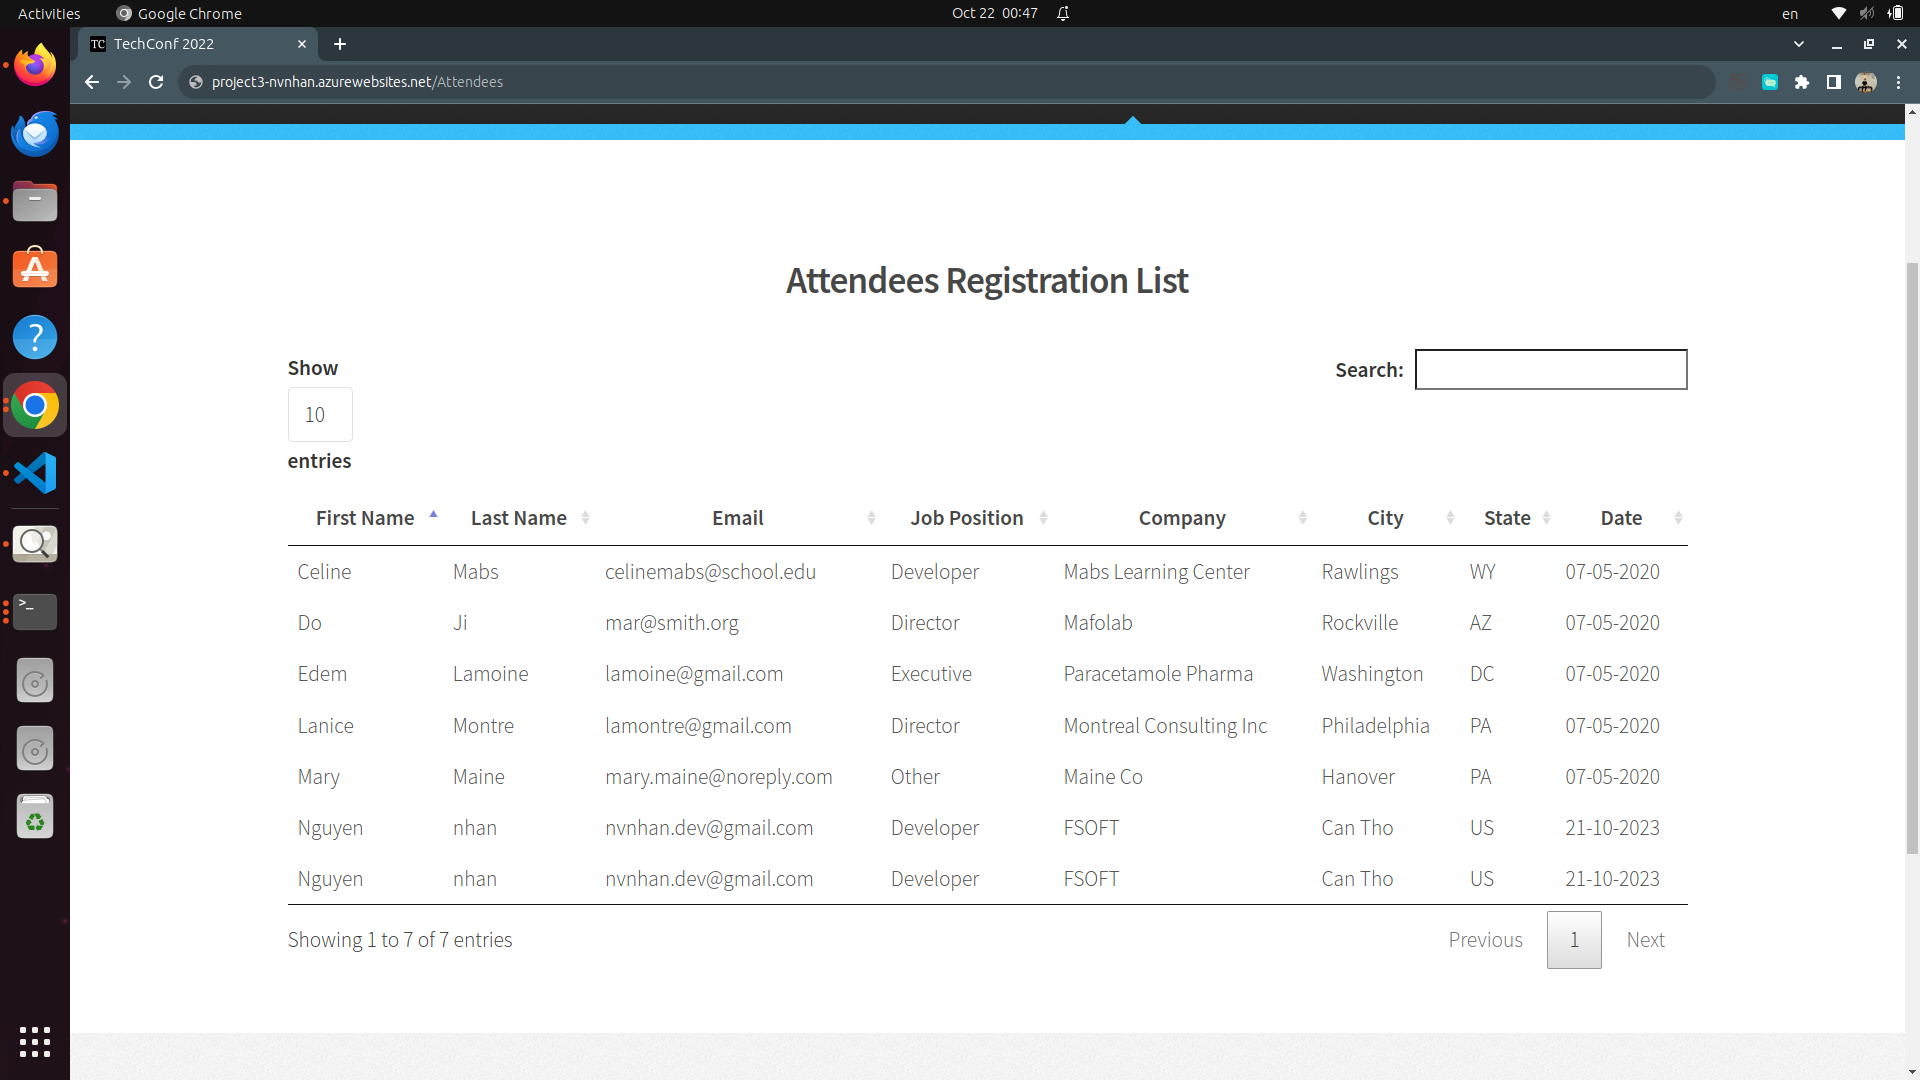 Activities Google Chrome Oct 22 00:47 en
TC TechConf 2022
project3-nvnhan.azurewebsites.net/Attendees
Attendees Registration List
Show
10
entries
Search:
First Name Last Name Email Job Position Company City State Date
Celine Mabs celinemabs@school.edu Developer Mabs Learning Center Rawlings WY 07-05-2020
Do Ji mar@smith.org Director Mafolab Rockville AZ 07-05-2020
Edem Lamoine lamoine@gmail.com Executive Paracetamole Pharma Washington DC 07-05-2020
Lanice Montre lamontre@gmail.com Director Montreal Consulting Inc Philadelphia PA 07-05-2020
Mary Maine mary.maine@noreply.com Other Maine Co Hanover PA 07-05-2020
Nguyen nhan nvnhan.dev@gmail.com Developer FSOFT Can Tho US 21-10-2023
Nguyen nhan nvnhan.dev@gmail.com Developer FSOFT Can Tho US 21-10-2023
Showing 1 to 7 of 7 entries Previous 1 Next